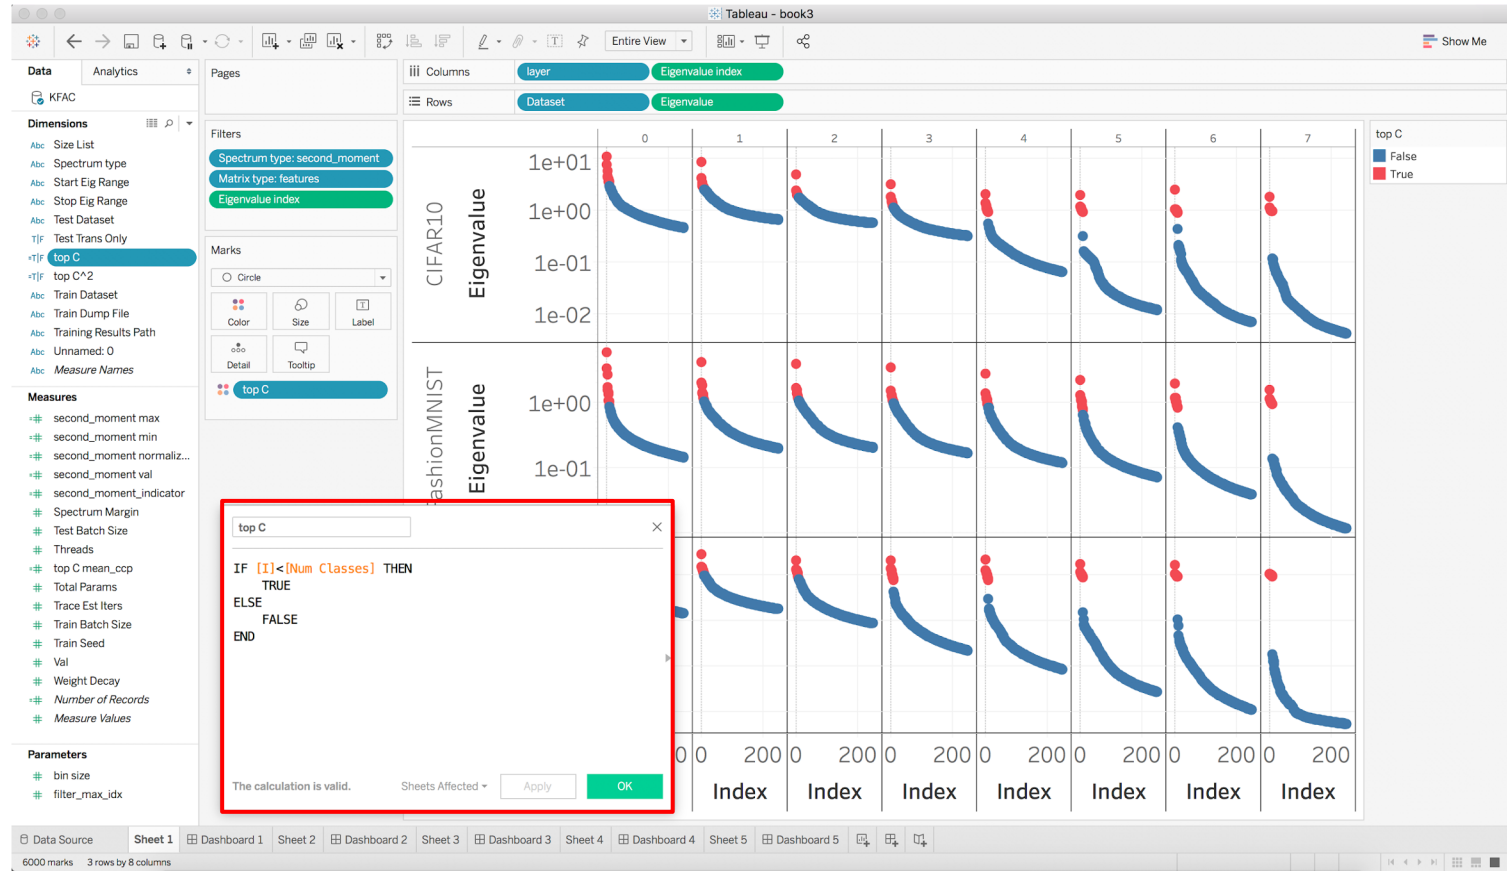 Tableau - book3
Entire View
Show Me
Data
Analytics
KFAC
Dimensions
Abc Size List
Abc Spectrum type
Abc Start Eig Range
Abc Stop Eig Range
Abc Test Dataset
T|F Test Trans Only
=T|F top C
=T|F top C^2
Abc Train Dataset
Abc Train Dump File
Abc Training Results Path
Abc Unnamed: 0
Abc Measure Names
Measures
=# second_moment max
=# second_moment min
=# second_moment normaliz...
=# second_moment val
=# second_moment_indicator
# Spectrum Margin
# Test Batch Size
# Threads
=# top C mean_ccp
# Total Params
# Trace Est Iters
# Train Batch Size
# Train Seed
# Val
# Weight Decay
=# Number of Records
# Measure Values
Parameters
# bin size
# filter_max_idx
Pages
Filters
Spectrum type: second_moment
Matrix type: features
Eigenvalue index
Marks
Circle
Color
Size
Label
Detail
Tooltip
top C
Columns
layer
Eigenvalue index
Rows
Dataset
Eigenvalue
0 1 2 3 4 5 6 7
CIFAR10
Eigenvalue
1e+01
1e+00
1e-01
1e-02
ashionMNIST
Eigenvalue
1e+00
1e-01
0 0 200 0 200 0 200 0 200 0 200 0 200 0 200
Index Index Index Index Index Index Index
top C
False
True
top C
IF [I]<[Num Classes] THEN
TRUE
ELSE
FALSE
END
The calculation is valid.
Sheets Affected
Apply
OK
Data Source
Sheet 1
Dashboard 1
Sheet 2
Dashboard 2
Sheet 3
Dashboard 3
Sheet 4
Dashboard 4
Sheet 5
Dashboard 5
6000 marks 3 rows by 8 columns